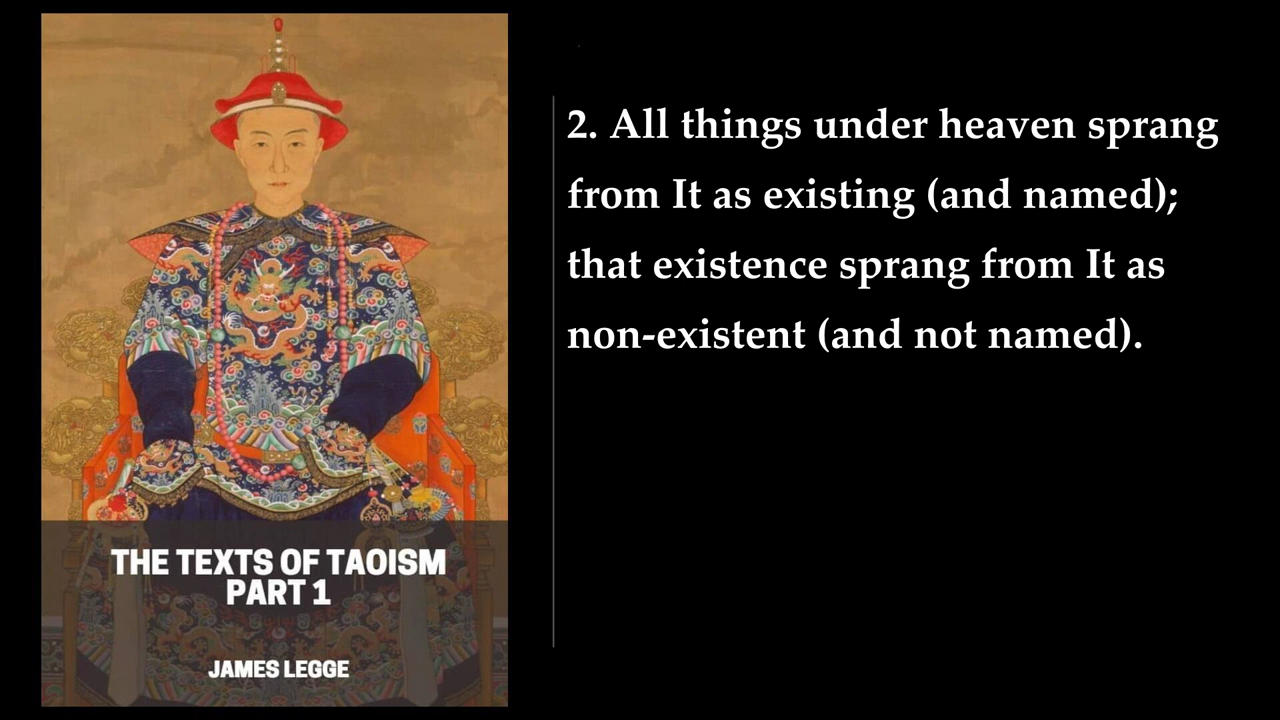 THE TEXTS OF TAOISM
PART 1
JAMES LEGGE
2. All things under heaven sprang
from It as existing (and named);
that existence sprang from It as
non-existent (and not named).